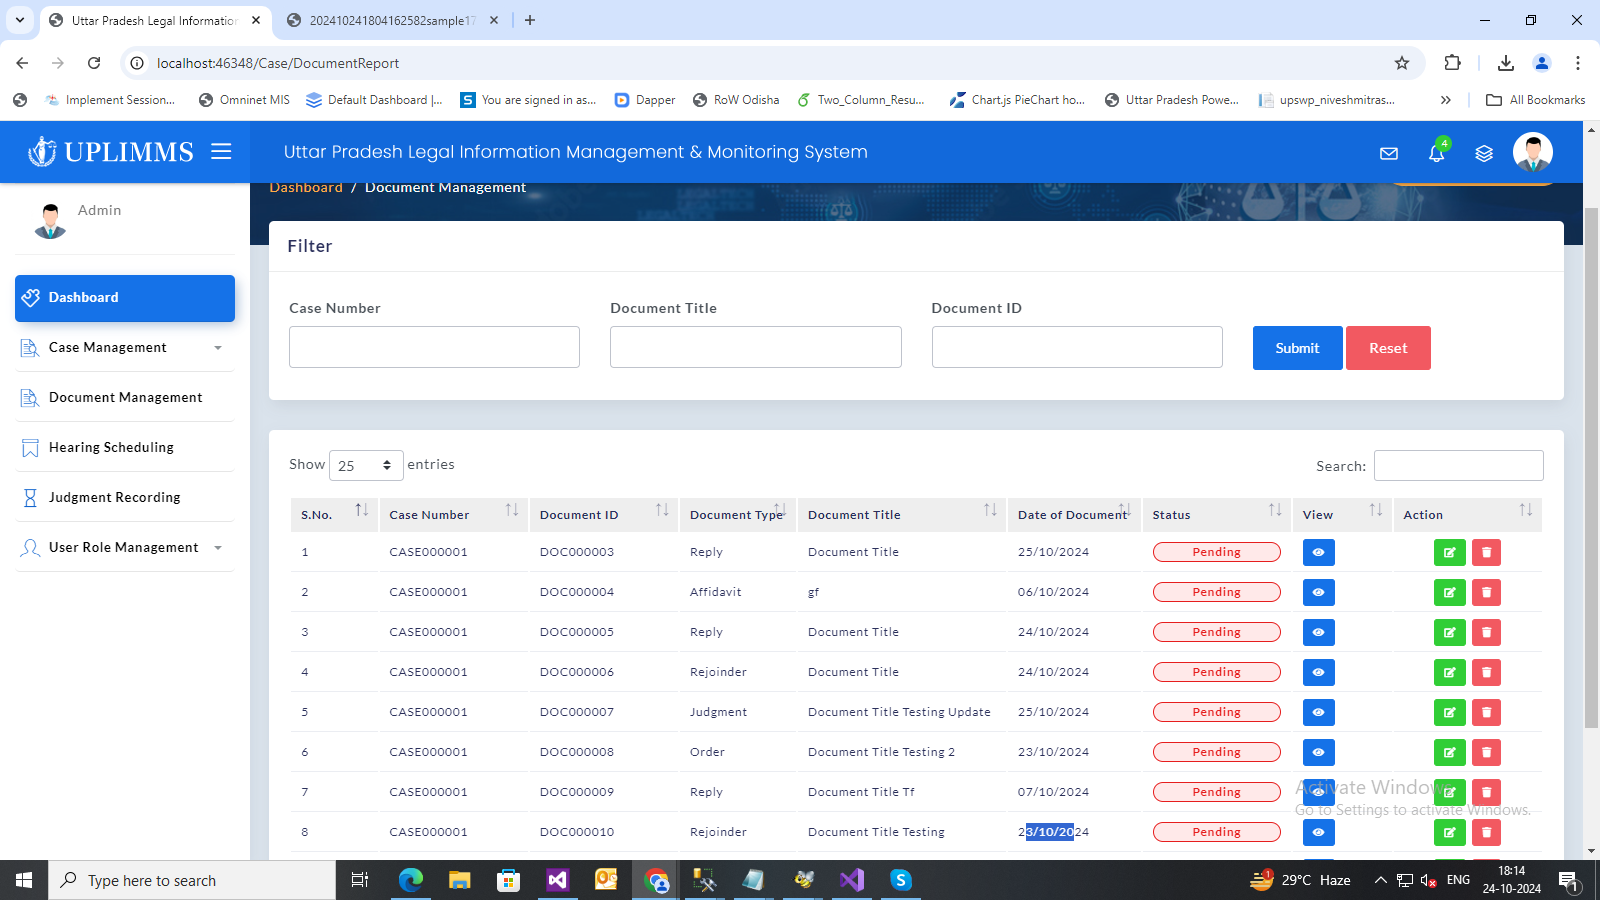 Uttar Pradesh Legal Information
202410241804162582sample17
localhost:46348/Case/DocumentReport
Implement Session...
Omninet MIS
Default Dashboard |...
You are signed in as...
Dapper
RoW Odisha
Two_Column_Resu...
Chart.js PieChart ho...
Uttar Pradesh Powe...
upswp_niveshmitras...
All Bookmarks
UPLIMMS
Uttar Pradesh Legal Information Management & Monitoring System
4
Dashboard / Document Management
Admin
Dashboard
Case Management
Document Management
Hearing Scheduling
Judgment Recording
User Role Management
Filter
Case Number
Document Title
Document ID
Submit
Reset
Show 25 entries
Search:
S.No. Case Number Document ID Document Type Document Title Date of Document Status View Action
1 CASE000001 DOC000003 Reply Document Title 25/10/2024 Pending
2 CASE000001 DOC000004 Affidavit gf 06/10/2024 Pending
3 CASE000001 DOC000005 Reply Document Title 24/10/2024 Pending
4 CASE000001 DOC000006 Rejoinder Document Title 24/10/2024 Pending
5 CASE000001 DOC000007 Judgment Document Title Testing Update 25/10/2024 Pending
6 CASE000001 DOC000008 Order Document Title Testing 2 23/10/2024 Pending
7 CASE000001 DOC000009 Reply Document Title Tf 07/10/2024 Pending
8 CASE000001 DOC000010 Rejoinder Document Title Testing 23/10/2024 Pending
Activate Windows
Go to Settings to activate Windows.
Type here to search
1
29°C Haze
ENG
18:14
24-10-2024
1